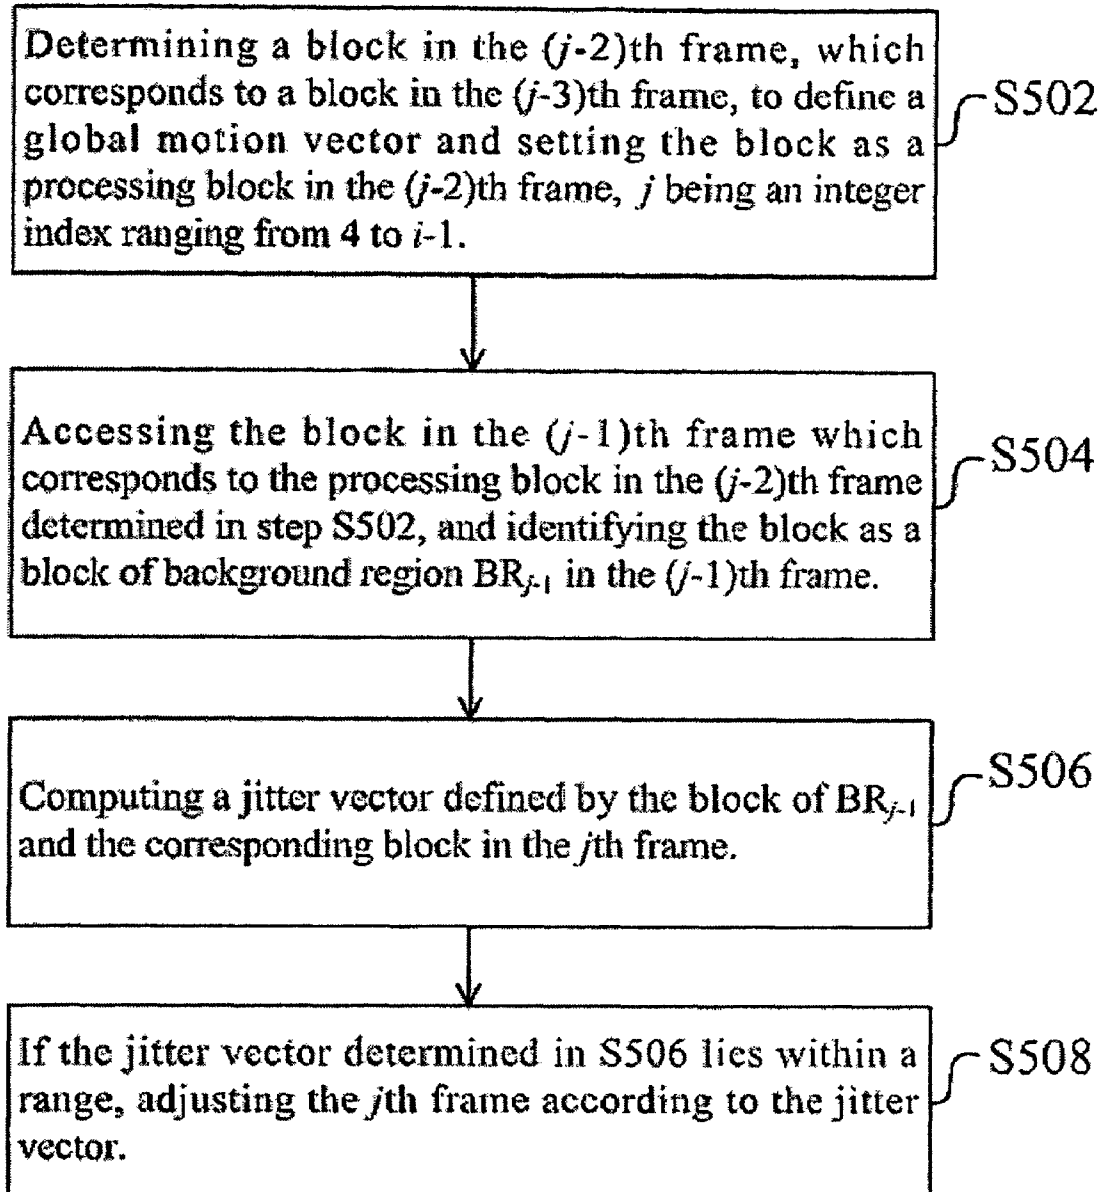 Determining a block in the (j-2)th frame, which
corresponds to a block in the (j-3)th frame, to define a
global motion vector and setting the block as a
processing block in the (j-2)th frame, j being an integer
index ranging from 4 to i-1.
S502
Accessing the block in the (j-1)th frame which
corresponds to the processing block in the (j-2)th frame
determined in step S502, and identifying the block as a
block of background region BRj-1 in the (j-1)th frame.
S504
Computing a jitter vector defined by the block of BRj-1
and the corresponding block in the jth frame.
S506
If the jitter vector determined in S506 lies within a
range, adjusting the jth frame according to the jitter
vector.
S508